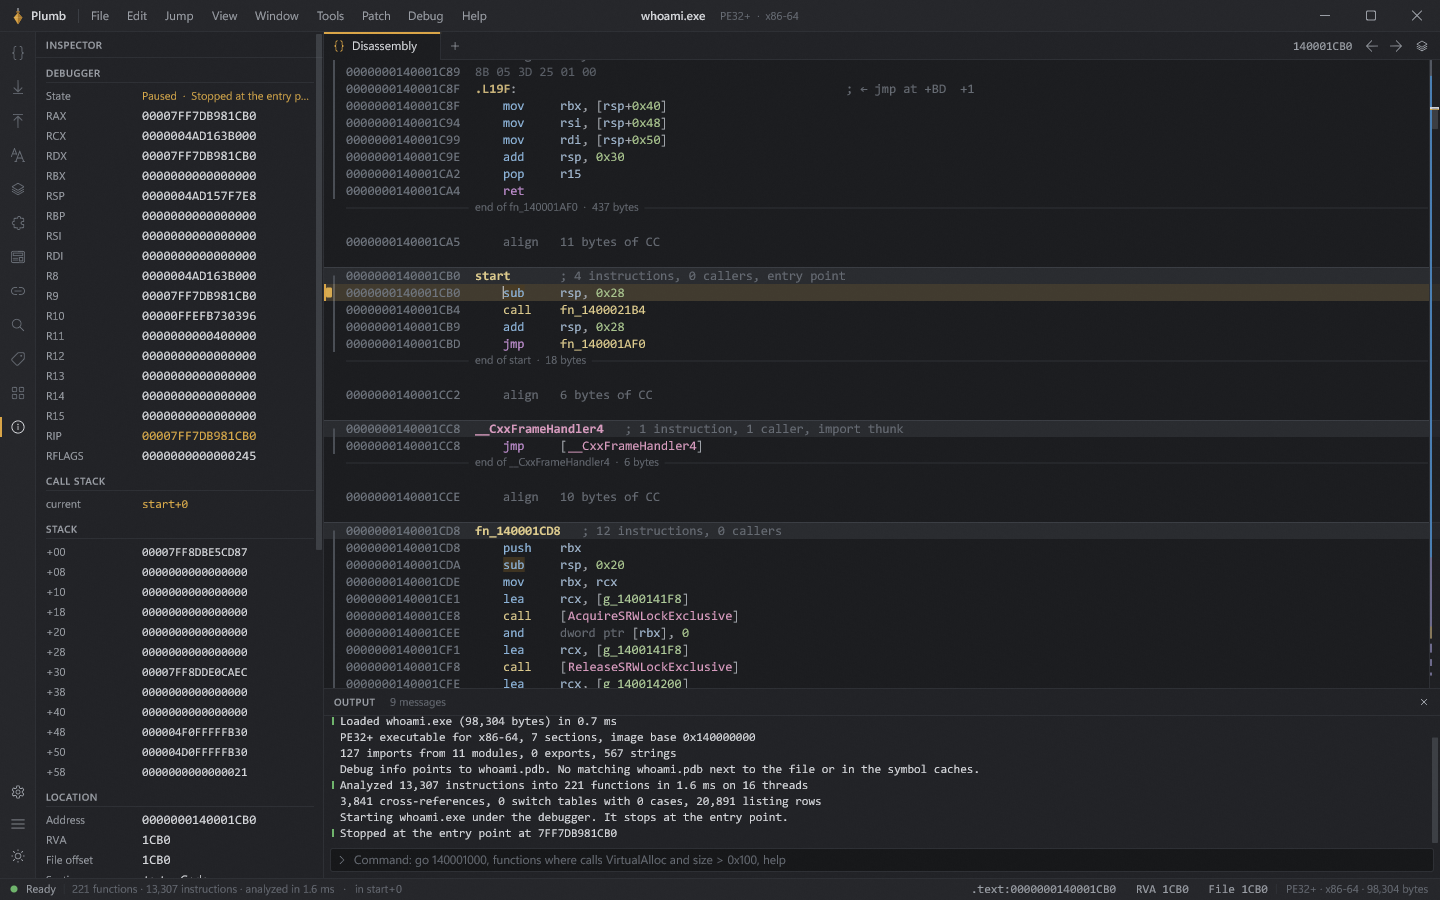 Plumb File Edit Jump View Window Tools Patch Debug Help whoami.exe PE32+ · x86-64
INSPECTOR
DEBUGGER
State Paused · Stopped at the entry p...
RAX 00007FF7DB981CB0
RCX 0000004AD163B000
RDX 00007FF7DB981CB0
RBX 0000000000000000
RSP 0000004AD157F7E8
RBP 0000000000000000
RSI 0000000000000000
RDI 0000000000000000
R8 0000004AD163B000
R9 00007FF7DB981CB0
R10 00000FFEFB730396
R11 0000000000400000
R12 0000000000000000
R13 0000000000000000
R14 0000000000000000
R15 0000000000000000
RIP 00007FF7DB981CB0
RFLAGS 0000000000000245
CALL STACK
current start+0
STACK
+00 00007FF8DBE5CD87
+08 0000000000000000
+10 0000000000000000
+18 0000000000000000
+20 0000000000000000
+28 0000000000000000
+30 00007FF8DDE0CAEC
+38 0000000000000000
+40 0000000000000000
+48 000004F0FFFFFB30
+50 000004D0FFFFFB30
+58 0000000000000021
LOCATION
Address 0000000140001CB0
RVA 1CB0
File offset 1CB0
{} Disassembly + 140001CB0
0000000140001C89 8B 05 3D 25 01 00
0000000140001C8F .L19F: ; ← jmp at +BD +1
0000000140001C8F mov rbx, [rsp+0x40]
0000000140001C94 mov rsi, [rsp+0x48]
0000000140001C99 mov rdi, [rsp+0x50]
0000000140001C9E add rsp, 0x30
0000000140001CA2 pop r15
0000000140001CA4 ret
end of fn_140001AF0 · 437 bytes
0000000140001CA5 align 11 bytes of CC
0000000140001CB0 start ; 4 instructions, 0 callers, entry point
0000000140001CB0 sub rsp, 0x28
0000000140001CB4 call fn_1400021B4
0000000140001CB9 add rsp, 0x28
0000000140001CBD jmp fn_140001AF0
end of start · 18 bytes
0000000140001CC2 align 6 bytes of CC
0000000140001CC8 __CxxFrameHandler4 ; 1 instruction, 1 caller, import thunk
0000000140001CC8 jmp [__CxxFrameHandler4]
end of __CxxFrameHandler4 · 6 bytes
0000000140001CCE align 10 bytes of CC
0000000140001CD8 fn_140001CD8 ; 12 instructions, 0 callers
0000000140001CD8 push rbx
0000000140001CDA sub rsp, 0x20
0000000140001CDE mov rbx, rcx
0000000140001CE1 lea rcx, [g_1400141F8]
0000000140001CE8 call [AcquireSRWLockExclusive]
0000000140001CEE and dword ptr [rbx], 0
0000000140001CF1 lea rcx, [g_1400141F8]
0000000140001CF8 call [ReleaseSRWLockExclusive]
0000000140001CFE lea rcx, [g_140014200]
OUTPUT 9 messages
Loaded whoami.exe (98,304 bytes) in 0.7 ms
PE32+ executable for x86-64, 7 sections, image base 0x140000000
127 imports from 11 modules, 0 exports, 567 strings
Debug info points to whoami.pdb. No matching whoami.pdb next to the file or in the symbol caches.
Analyzed 13,307 instructions into 221 functions in 1.6 ms on 16 threads
3,841 cross-references, 0 switch tables with 0 cases, 20,891 listing rows
Starting whoami.exe under the debugger. It stops at the entry point.
Stopped at the entry point at 7FF7DB981CB0
Command: go 140001000, functions where calls VirtualAlloc and size > 0x100, help
Ready 221 functions · 13,307 instructions · analyzed in 1.6 ms · in start+0 .text:0000000140001CB0 RVA 1CB0 File 1CB0 PE32+ · x86-64 · 98,304 bytes